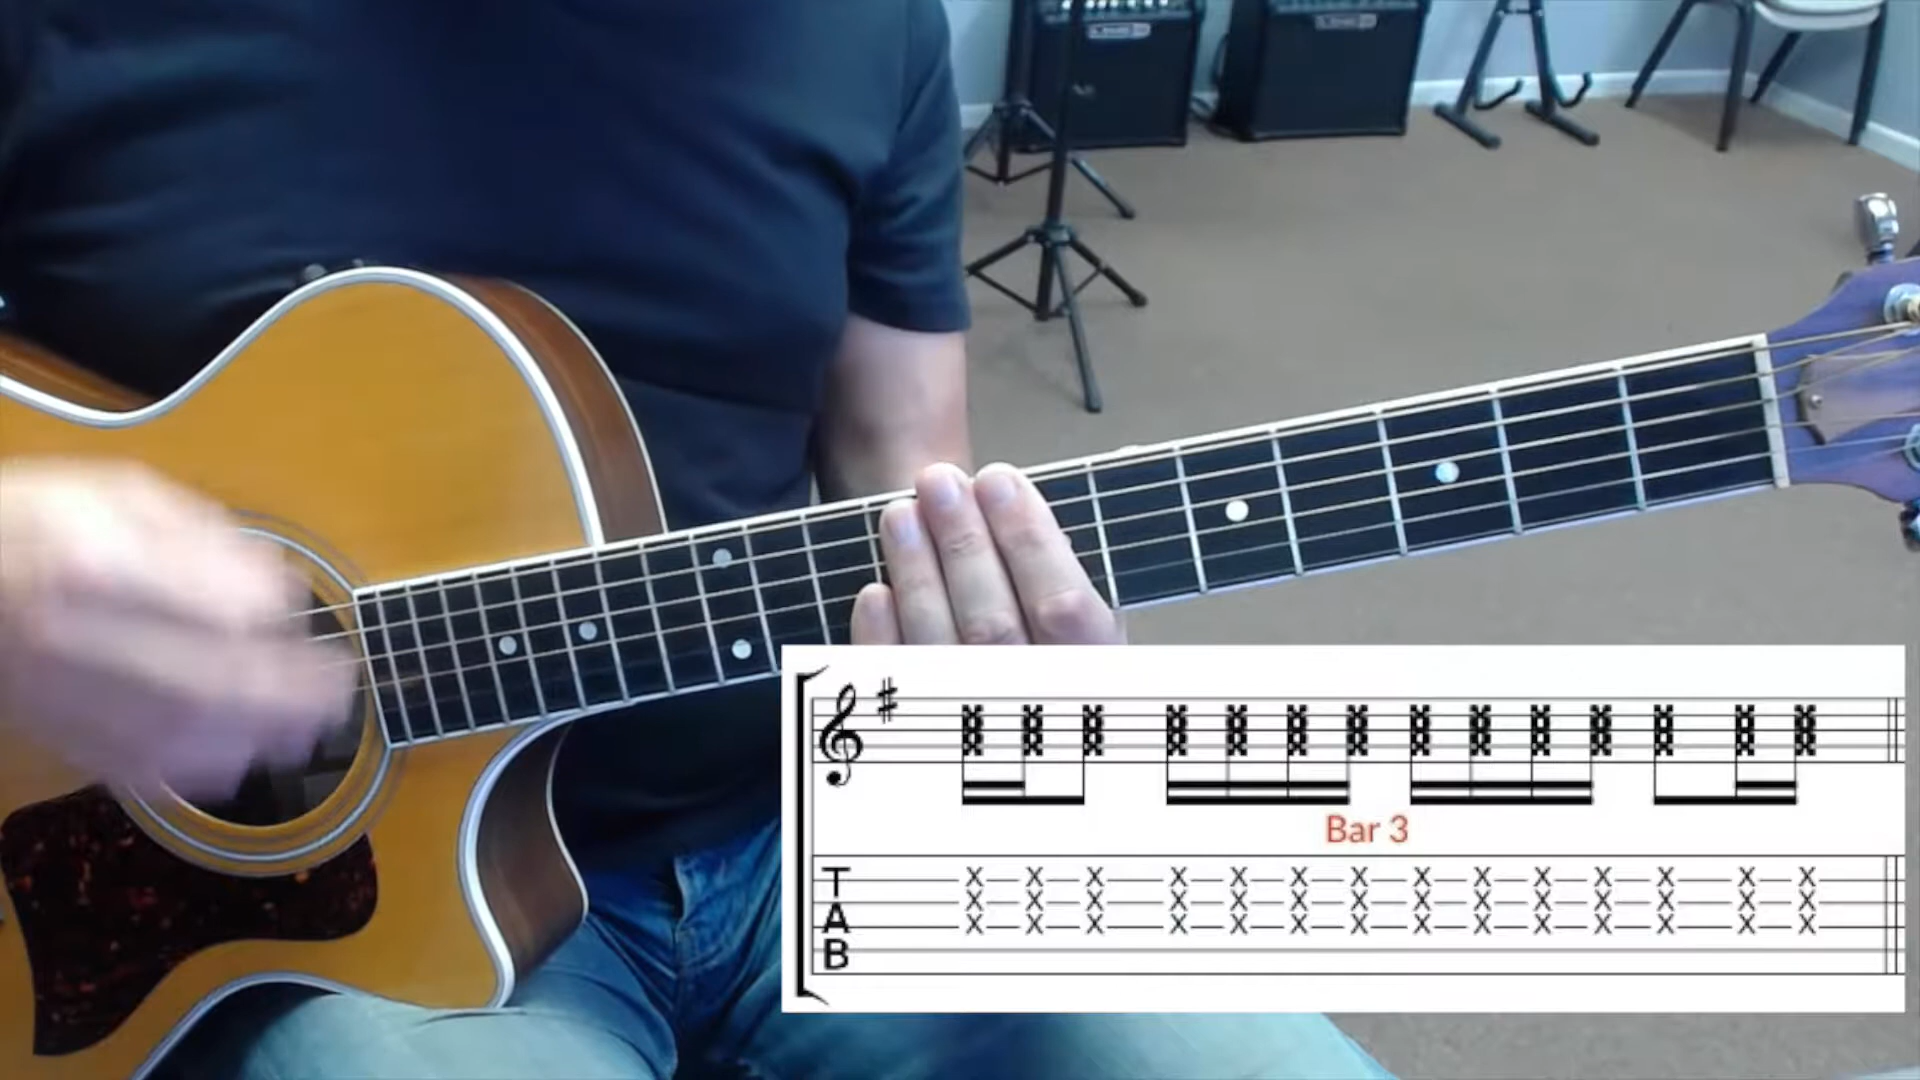 Bar 3
T —X—X—X—X—X—X—X—X—X—X—X—X—X—X—
—X—X—X—X—X—X—X—X—X—X—X—X—X—X—
A —X—X—X—X—X—X—X—X—X—X—X—X—X—X—
B